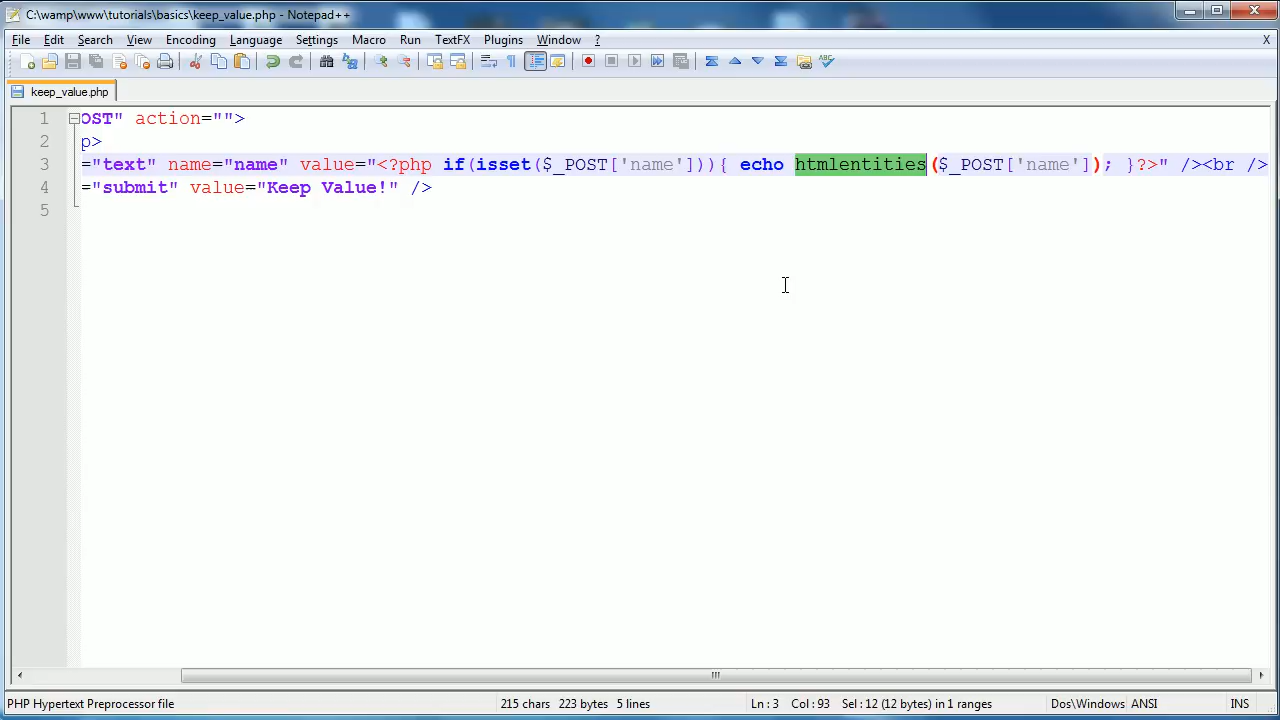 C:\wamp\www\tutorials\basics\keep_value.php - Notepad++
File Edit Search View Encoding Language Settings Macro Run TextFX Plugins Window ? X
keep_value.php
1 OST" action="">
2 p>
3 ="text" name="name" value="<?php if(isset($_POST['name'])){ echo htmlentities($_POST['name']); }?>" /><br />
4 ="submit" value="Keep Value!" />
5
PHP Hypertext Preprocessor file 215 chars 223 bytes 5 lines Ln : 3 Col : 93 Sel : 12 (12 bytes) in 1 ranges Dos\Windows ANSI INS